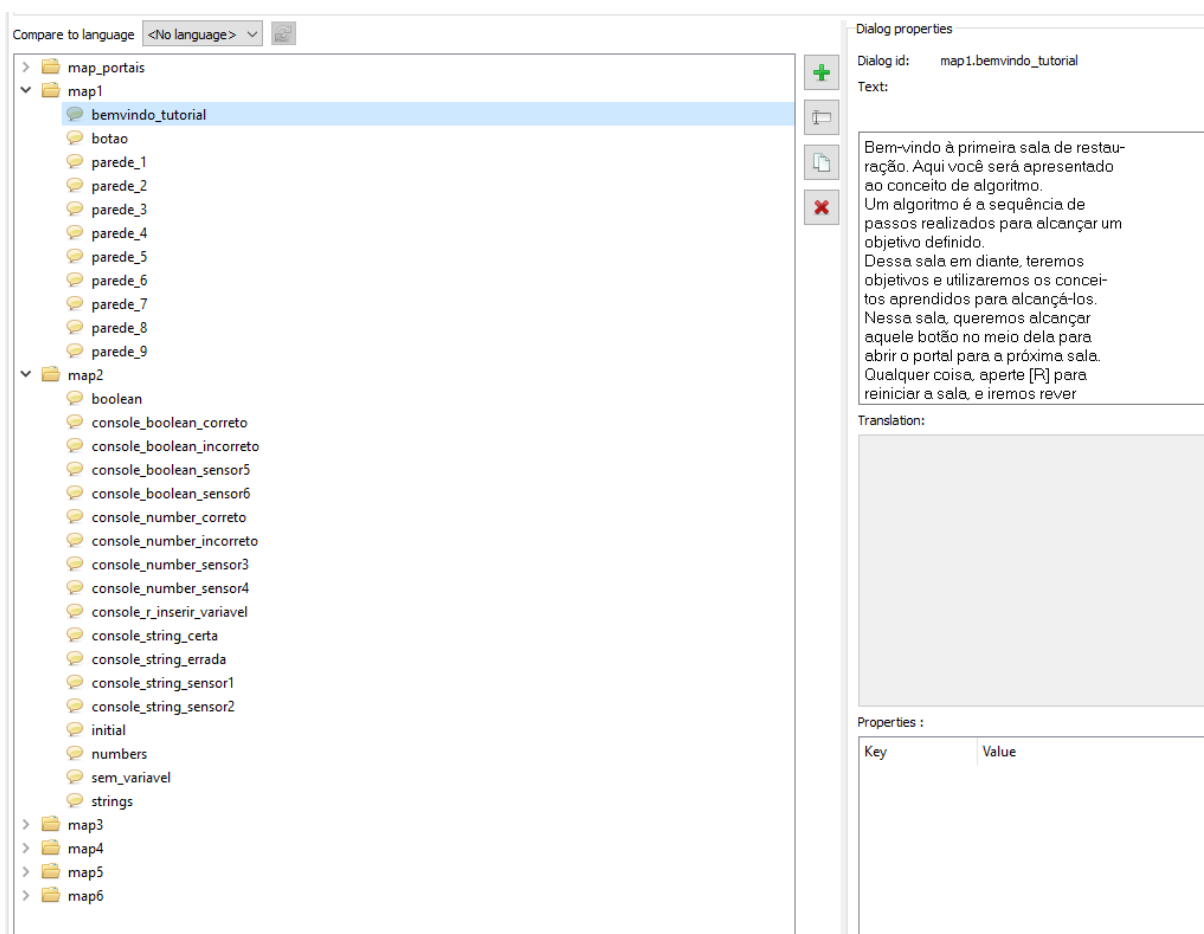 Compare to language <No language>
map_portais
map1
bemvindo_tutorial
botao
parede_1
parede_2
parede_3
parede_4
parede_5
parede_6
parede_7
parede_8
parede_9
map2
boolean
console_boolean_correto
console_boolean_incorreto
console_boolean_sensor5
console_boolean_sensor6
console_number_correto
console_number_incorreto
console_number_sensor3
console_number_sensor4
console_r_inserir_variavel
console_string_certa
console_string_errada
console_string_sensor1
console_string_sensor2
initial
numbers
sem_variavel
strings
map3
map4
map5
map6
Dialog properties
Dialog id: map1.bemvindo_tutorial
Text:
Bem-vindo à primeira sala de restau-
ração. Aqui você será apresentado
ao conceito de algoritmo.
Um algoritmo é a sequência de
passos realizados para alcançar um
objetivo definido.
Dessa sala em diante, teremos
objetivos e utilizaremos os concei-
tos aprendidos para alcançá-los.
Nessa sala, queremos alcançar
aquele botão no meio dela para
abrir o portal para a próxima sala.
Qualquer coisa, aperte [R] para
reiniciar a sala, e iremos rever
Translation:
Properties :
Key Value